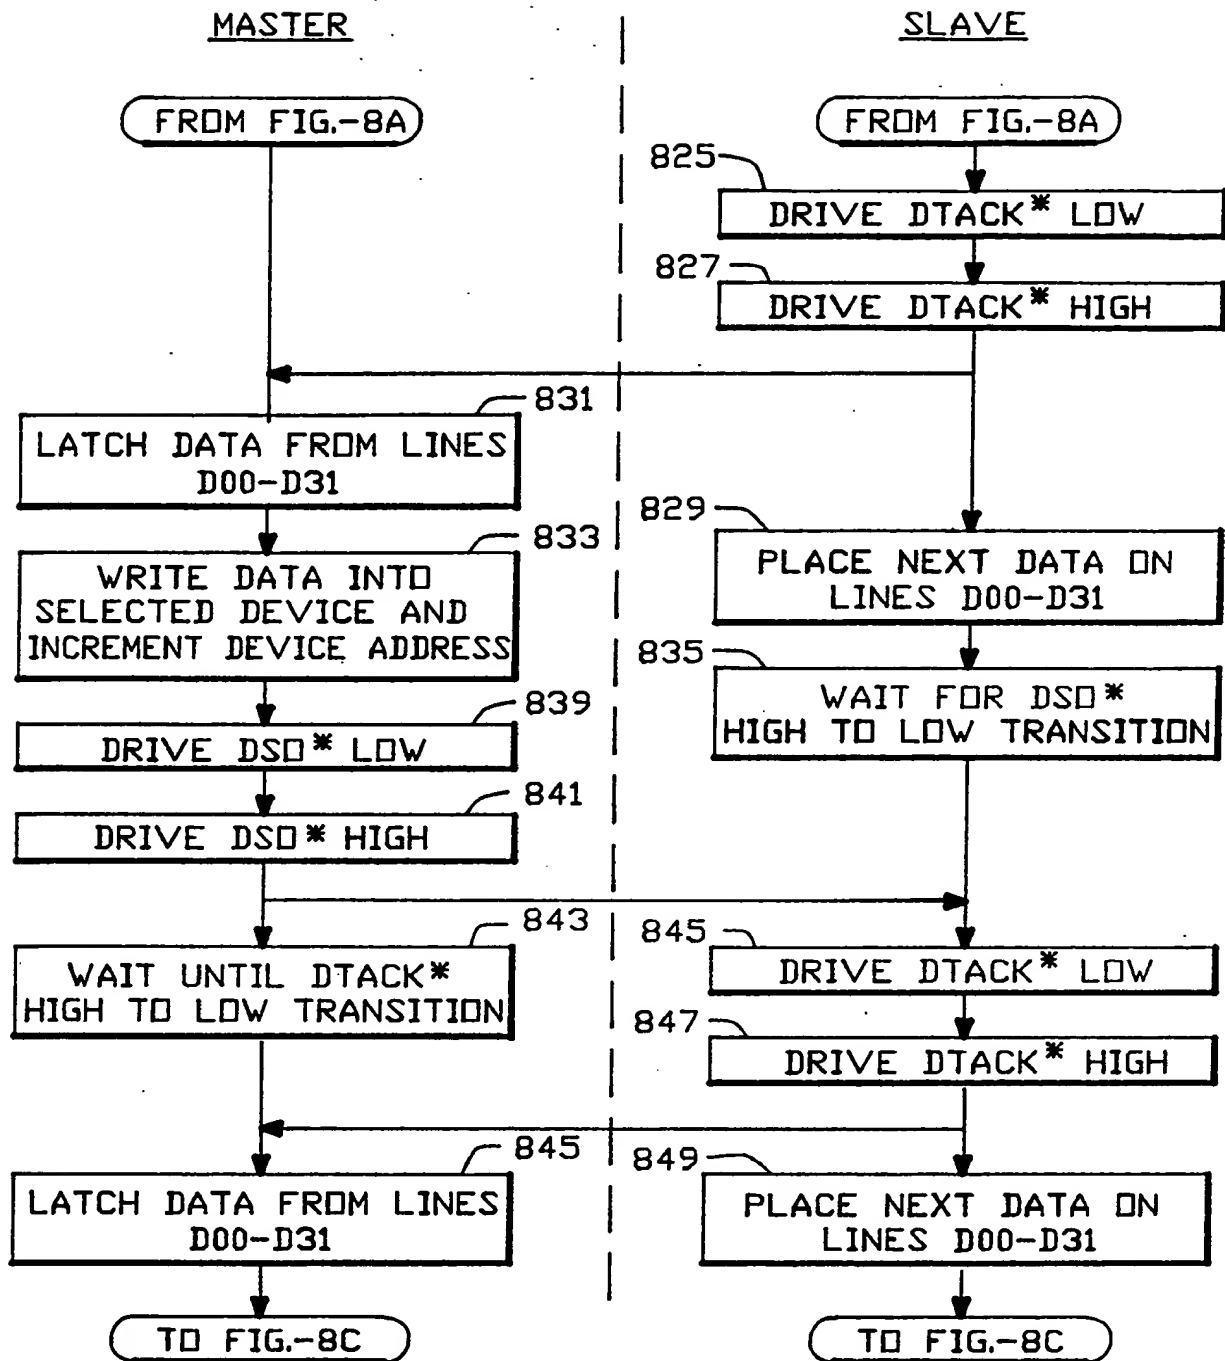 MASTER
SLAVE
FROM FIG.-8A
FROM FIG.-8A
825
DRIVE DTACK* LOW
827
DRIVE DTACK* HIGH
831
LATCH DATA FROM LINES
D00-D31
829
PLACE NEXT DATA ON
LINES D00-D31
833
WRITE DATA INTO
SELECTED DEVICE AND
INCREMENT DEVICE ADDRESS
835
WAIT FOR DSO*
HIGH TO LOW TRANSITION
839
DRIVE DSO* LOW
841
DRIVE DSO* HIGH
843
WAIT UNTIL DTACK*
HIGH TO LOW TRANSITION
845
DRIVE DTACK* LOW
847
DRIVE DTACK* HIGH
845
LATCH DATA FROM LINES
D00-D31
849
PLACE NEXT DATA ON
LINES D00-D31
TO FIG.-8C
TO FIG.-8C